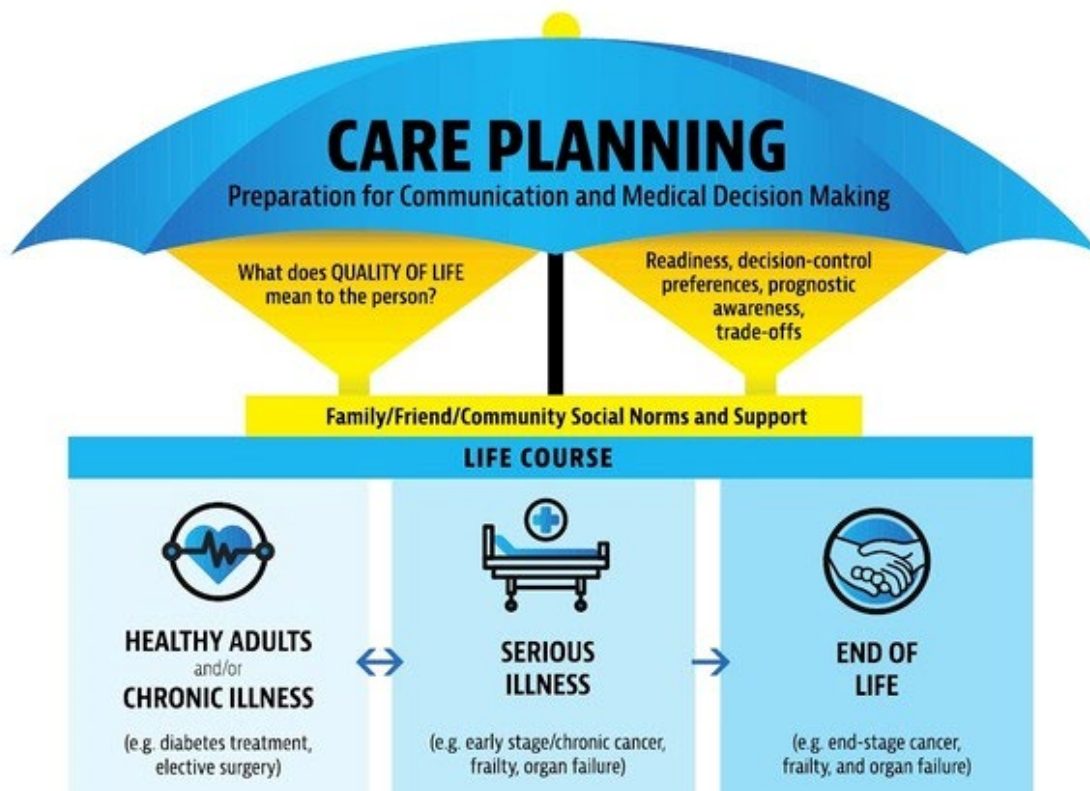 CARE PLANNING
Preparation for Communication and Medical Decision Making
What does QUALITY OF LIFE
mean to the person?
Readiness, decision-control
preferences, prognostic
awareness,
trade-offs
Family/Friend/Community Social Norms and Support
LIFE COURSE
HEALTHY ADULTS
and/or
CHRONIC ILLNESS
(e.g. diabetes treatment,
elective surgery)
SERIOUS
ILLNESS
(e.g. early stage/chronic cancer,
frailty, organ failure)
END OF
LIFE
(e.g. end-stage cancer,
frailty, and organ failure)